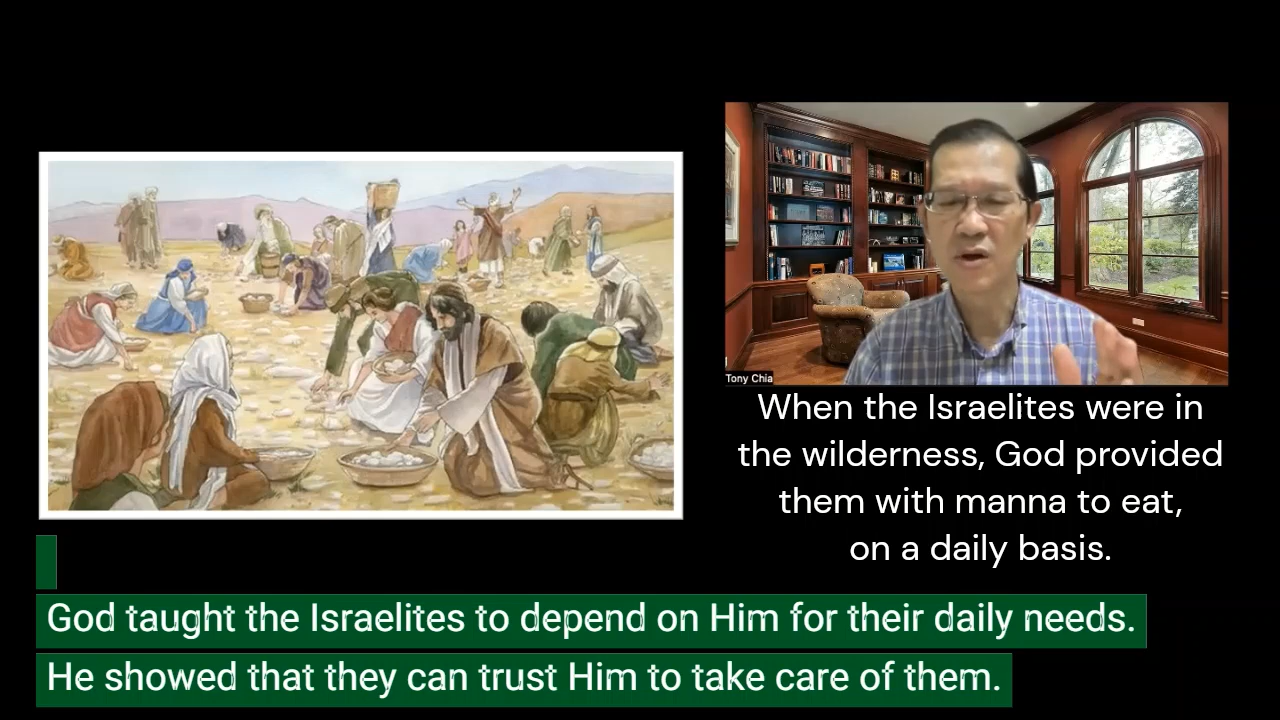 Tony Chia
When the Israelites were in
the wilderness, God provided
them with manna to eat,
on a daily basis.
God taught the Israelites to depend on Him for their daily needs.
He showed that they can trust Him to take care of them.